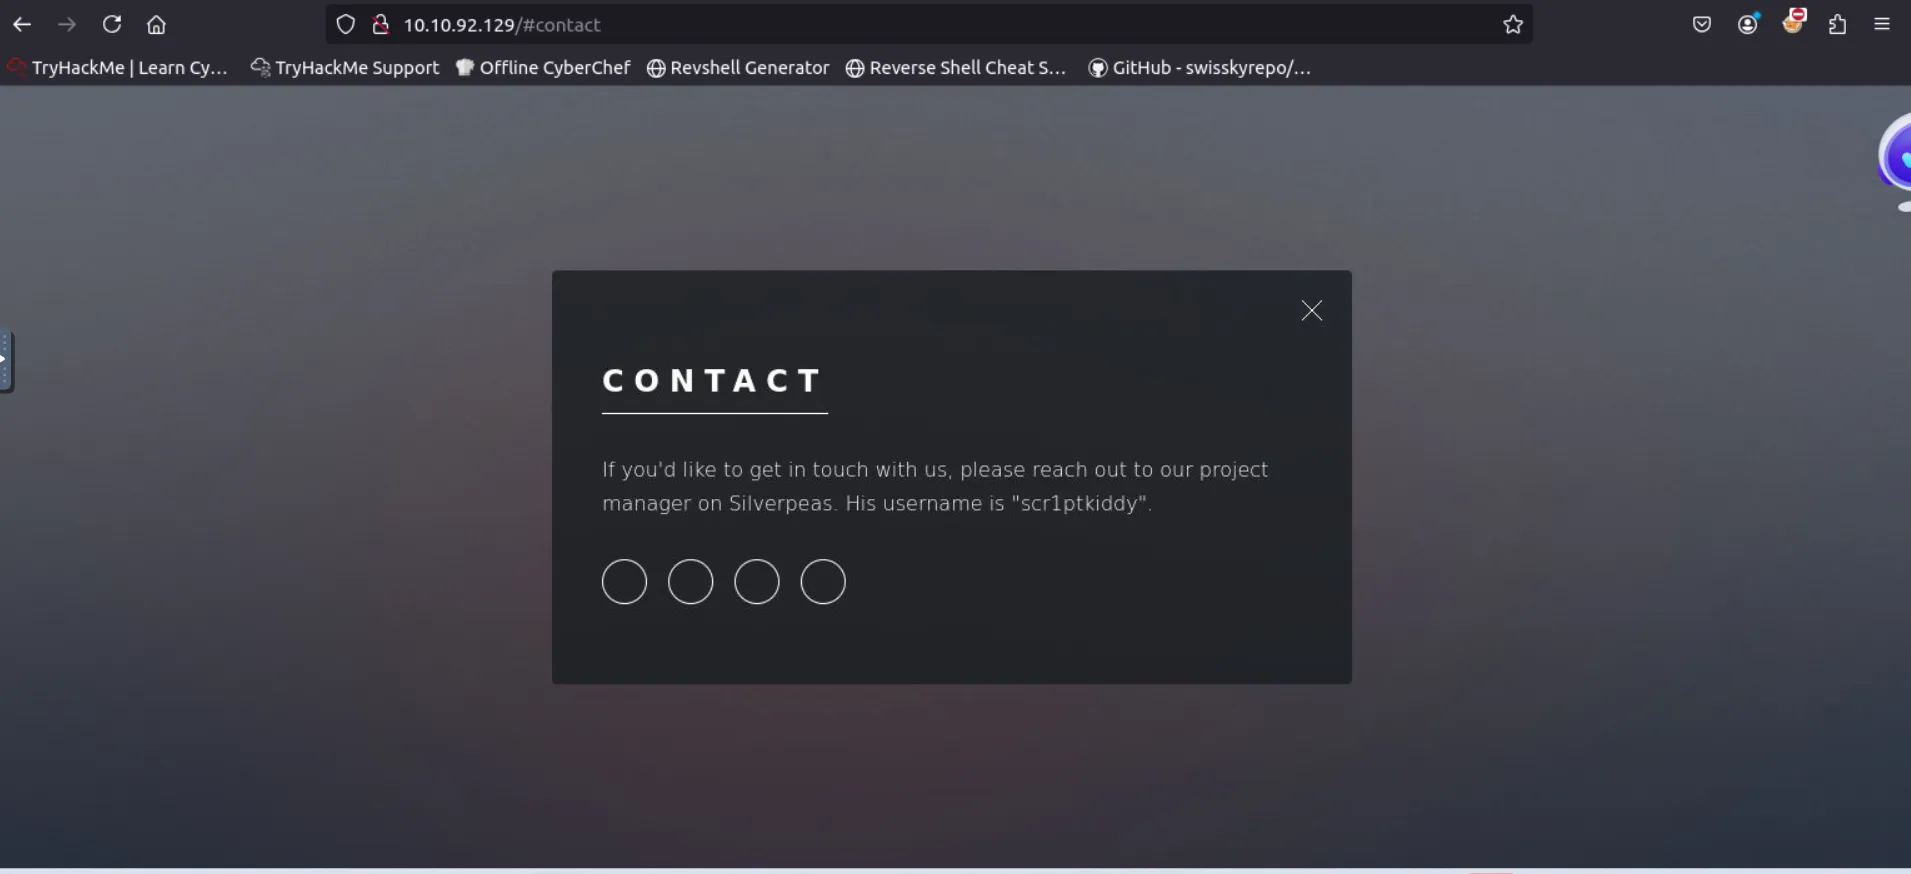 10.10.92.129/#contact
TryHackMe | Learn Cy... TryHackMe Support Offline CyberChef Revshell Generator Reverse Shell Cheat S... GitHub - swisskyrepo/...
CONTACT
If you'd like to get in touch with us, please reach out to our project
manager on Silverpeas. His username is "scr1ptkiddy".